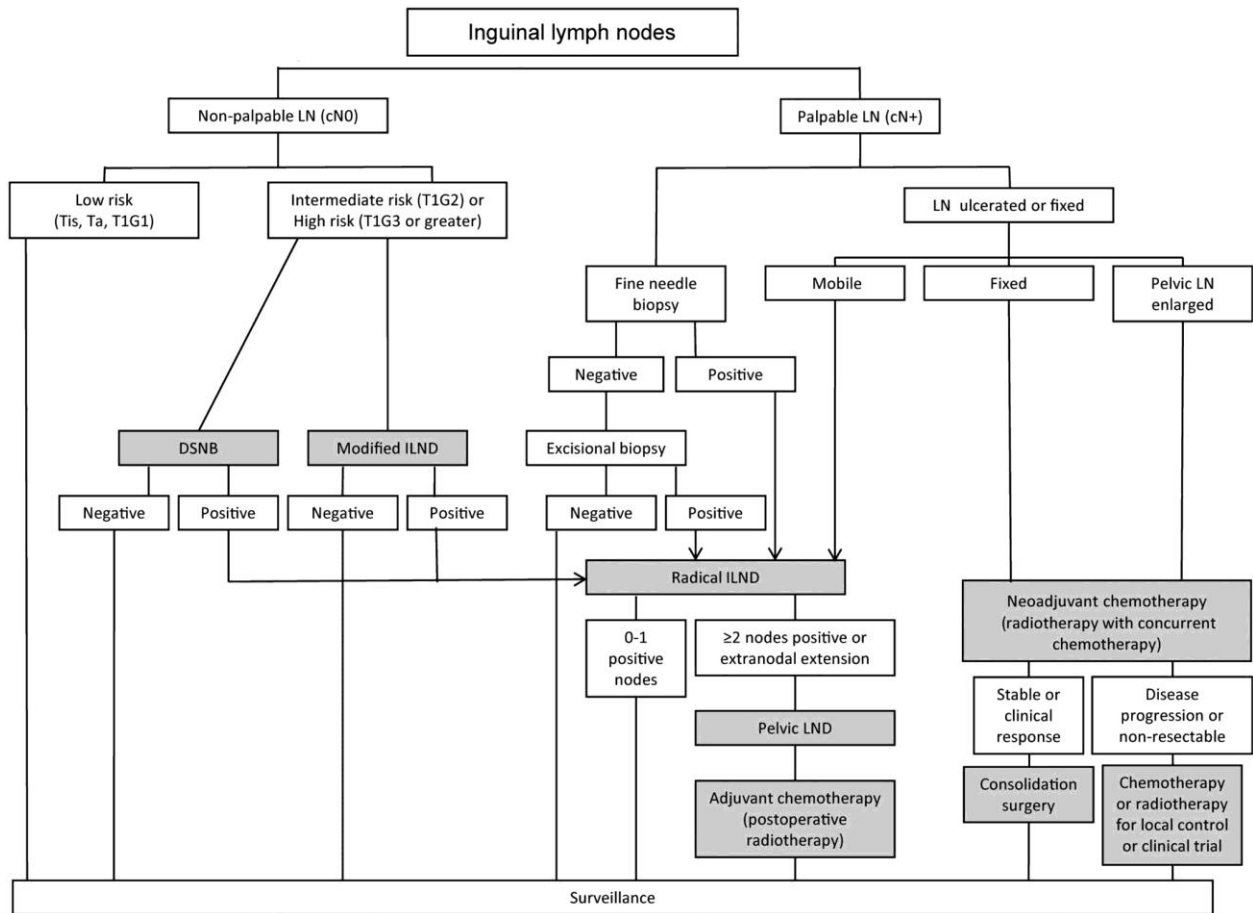 Inguinal lymph nodes
Non-palpable LN (cN0)
Palpable LN (cN+)
Low risk
(Tis, Ta, T1G1)
Intermediate risk (T1G2) or
High risk (T1G3 or greater)
LN ulcerated or fixed
Fine needle
biopsy
Mobile
Fixed
Pelvic LN
enlarged
Negative
Positive
DSNB
Modified ILND
Excisional biopsy
Negative
Positive
Negative
Positive
Negative
Positive
Radical ILND
Neoadjuvant chemotherapy
(radiotherapy with concurrent
chemotherapy)
0-1
positive
nodes
≥2 nodes positive or
extranodal extension
Stable or
clinical
response
Disease
progression or
non-resectable
Pelvic LND
Adjuvant chemotherapy
(postoperative
radiotherapy)
Consolidation
surgery
Chemotherapy
or radiotherapy
for local control
or clinical trial
Surveillance